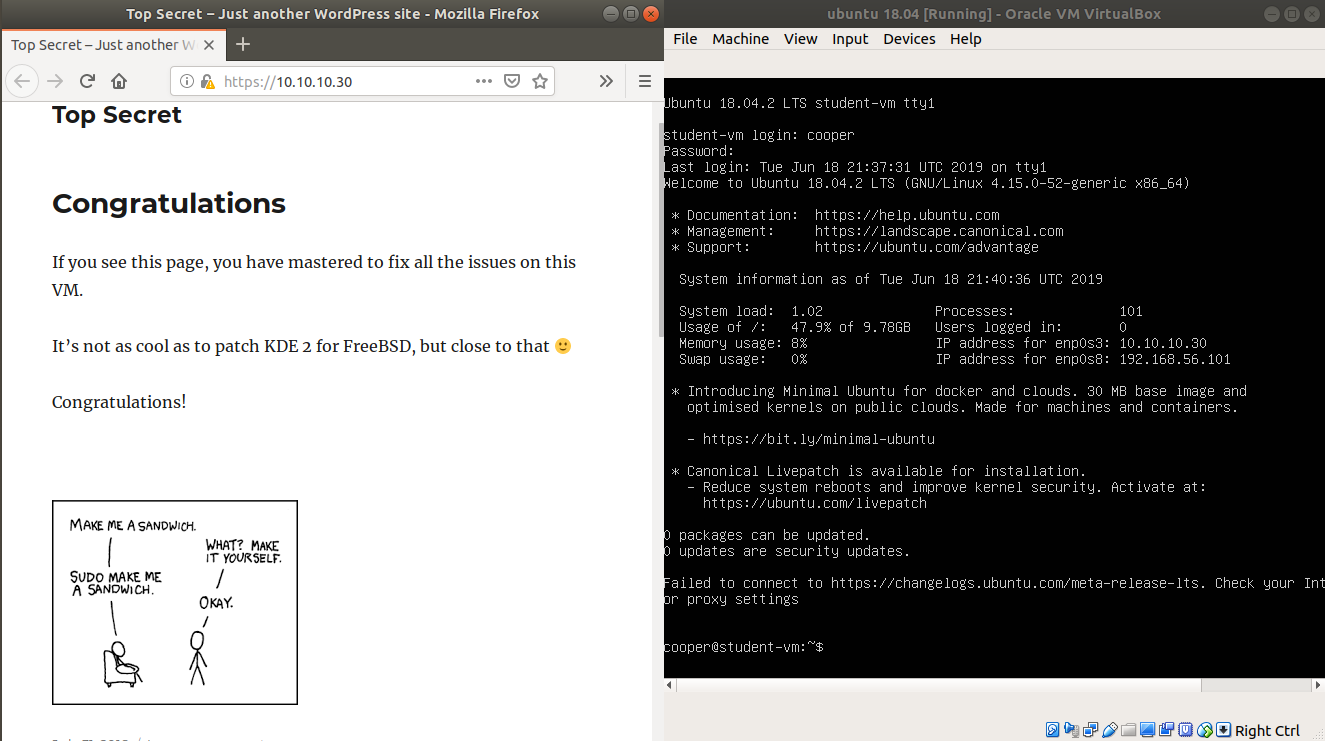 Top Secret – Just another WordPress site - Mozilla Firefox
Top Secret – Just another W
https://10.10.10.30
Top Secret
Congratulations
If you see this page, you have mastered to fix all the issues on this
VM.
It's not as cool as to patch KDE 2 for FreeBSD, but close to that 🙂
Congratulations!
MAKE ME A SANDWICH.
WHAT? MAKE
IT YOURSELF.
SUDO MAKE ME
A SANDWICH.
OKAY.
ubuntu 18.04 [Running] - Oracle VM VirtualBox
File Machine View Input Devices Help
Ubuntu 18.04.2 LTS student-vm tty1
student-vm login: cooper
Password:
Last login: Tue Jun 18 21:37:31 UTC 2019 on tty1
Welcome to Ubuntu 18.04.2 LTS (GNU/Linux 4.15.0-52-generic x86_64)
* Documentation: https://help.ubuntu.com
* Management: https://landscape.canonical.com
* Support: https://ubuntu.com/advantage
System information as of Tue Jun 18 21:40:36 UTC 2019
System load: 1.02 Processes: 101
Usage of /: 47.9% of 9.78GB Users logged in: 0
Memory usage: 8% IP address for enp0s3: 10.10.10.30
Swap usage: 0% IP address for enp0s8: 192.168.56.101
* Introducing Minimal Ubuntu for docker and clouds. 30 MB base image and
optimised kernels on public clouds. Made for machines and containers.
- https://bit.ly/minimal-ubuntu
* Canonical Livepatch is available for installation.
- Reduce system reboots and improve kernel security. Activate at:
https://ubuntu.com/livepatch
0 packages can be updated.
0 updates are security updates.
Failed to connect to https://changelogs.ubuntu.com/meta-release-lts. Check your Int
or proxy settings
cooper@student-vm:~$
Right Ctrl